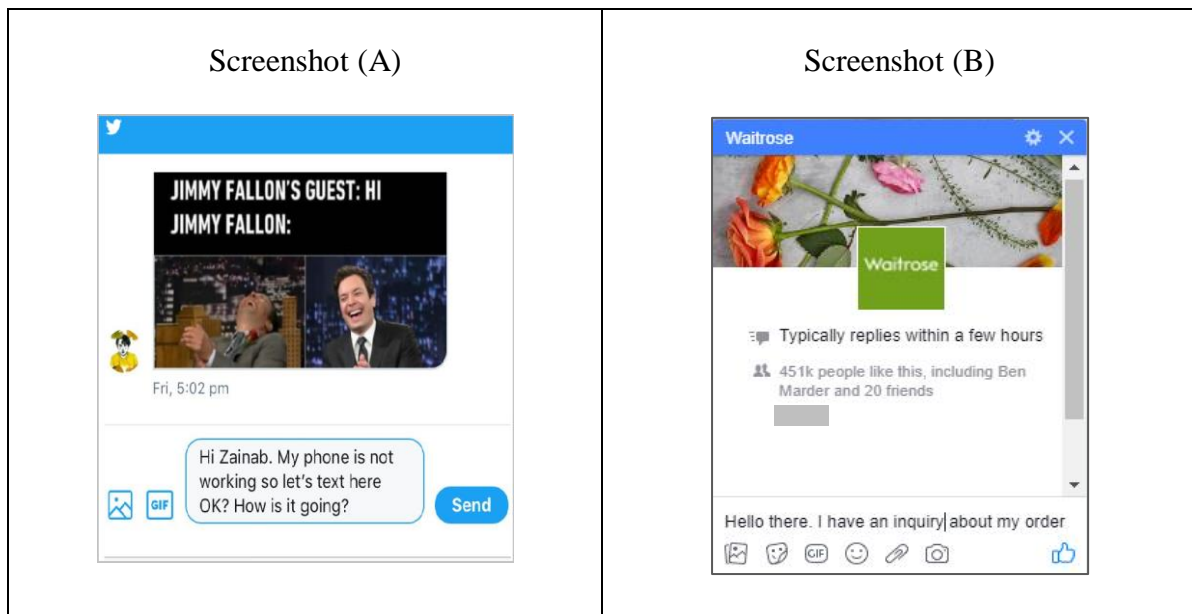 Screenshot (A)
JIMMY FALLON'S GUEST: HI
JIMMY FALLON:
Fri, 5:02 pm
Hi Zainab. My phone is not
working so let's text here
OK? How is it going?
GIF
Send
Screenshot (B)
Waitrose
Waitrose
Typically replies within a few hours
451k people like this, including Ben
Marder and 20 friends
Hello there. I have an inquiry about my order
GIF